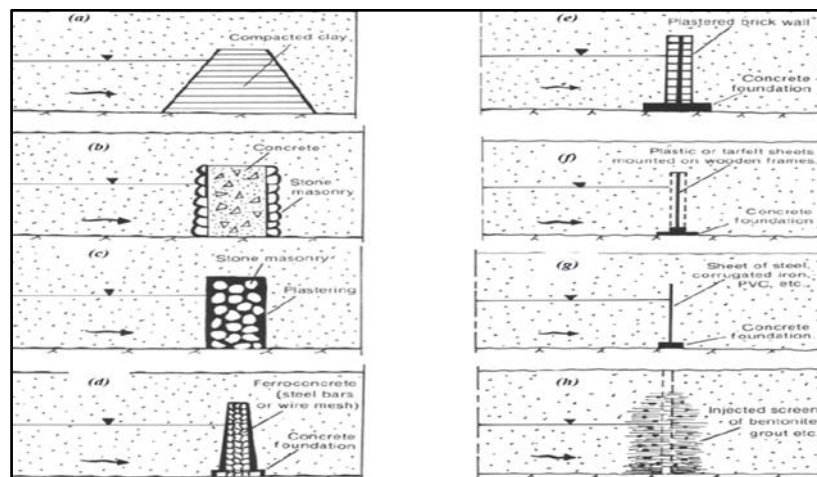 (a)
Compacted clay
(b)
Concrete
Stone
masonry
(c)
Stone masonry
Plastering
(d)
Ferroconcrete
(steel bars
or wire mesh)
Concrete
foundation
(e)
Plastered brick wall
Concrete
foundation
(f)
Plastic or tarfelt sheets
mounted on wooden frames
Concrete
foundation
(g)
Sheet of steel,
corrugated iron,
PVC, etc.
Concrete
foundation
(h)
Injected screen
of bentonite
grout etc.